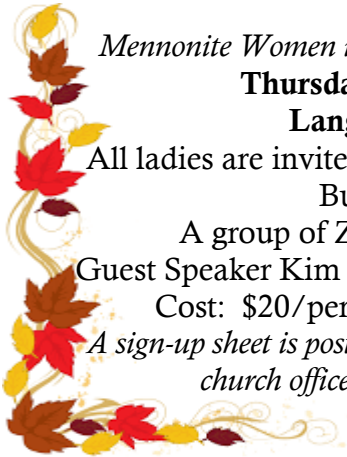 Mennonite Women
Thursda
Lang
All ladies are invite
Bu
A group of Z
Guest Speaker Kim
Cost: $20/per
A sign-up sheet is pos
church office